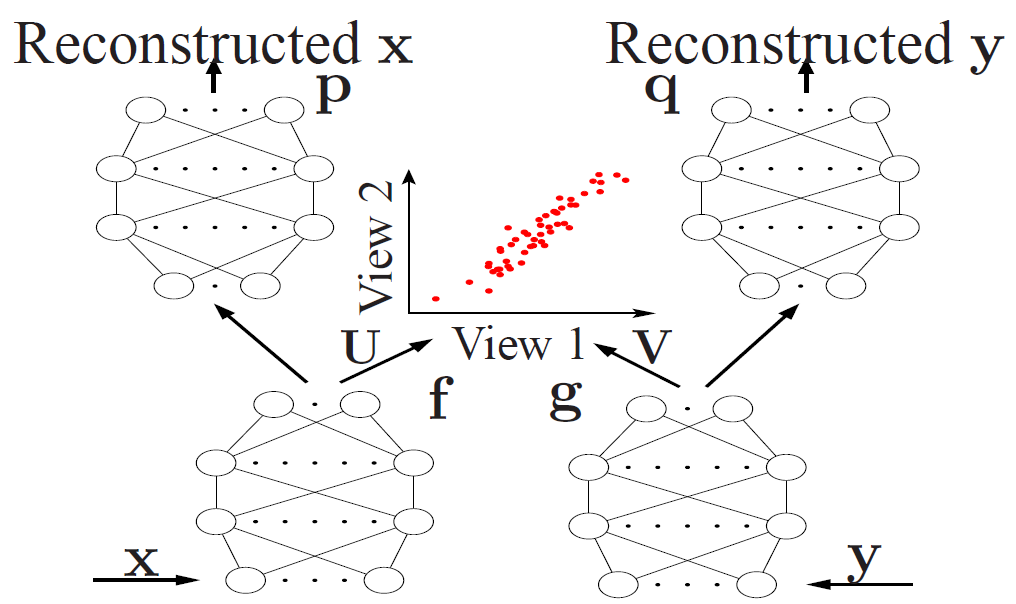 Reconstructed x
Reconstructed y
p
q
View 2
View 1
U
V
f
g
x
y